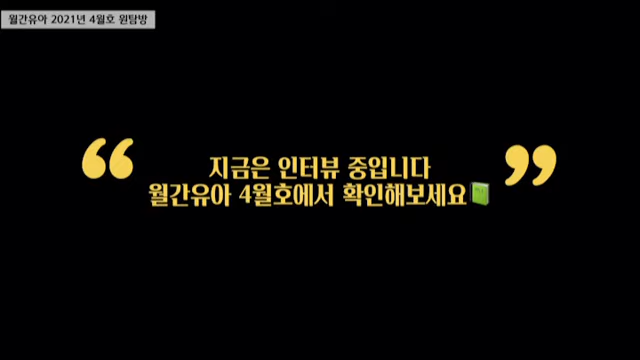 월간유아 2021년 4월호 원탐방
“ 지금은 인터뷰 중입니다 ”
월간유아 4월호에서 확인해보세요📗